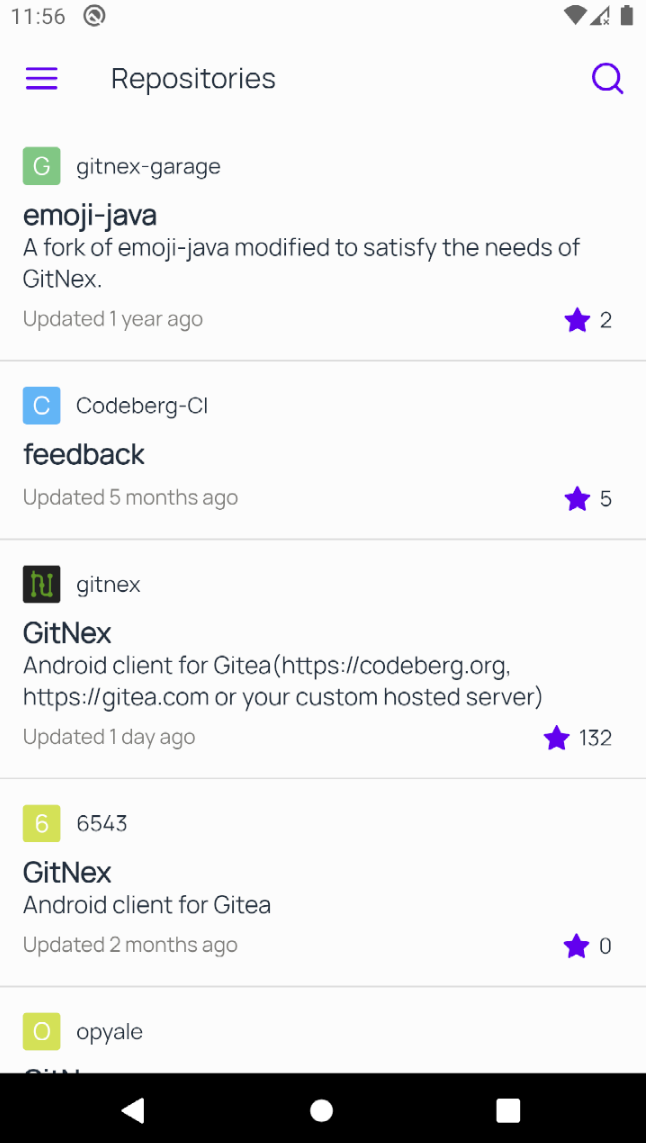 11:56
Repositories
G gitnex-garage
emoji-java
A fork of emoji-java modified to satisfy the needs of
GitNex.
Updated 1 year ago 2
C Codeberg-CI
feedback
Updated 5 months ago 5
gitnex
GitNex
Android client for Gitea(https://codeberg.org,
https://gitea.com or your custom hosted server)
Updated 1 day ago 132
6 6543
GitNex
Android client for Gitea
Updated 2 months ago 0
O opyale